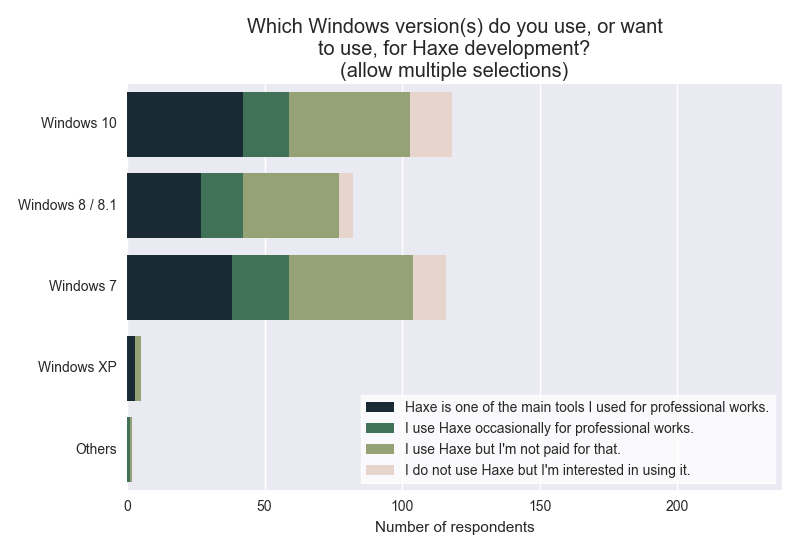 Which Windows version(s) do you use, or want
to use, for Haxe development?
(allow multiple selections)
Windows 10
Windows 8 / 8.1
Windows 7
Windows XP
Others
Haxe is one of the main tools I used for professional works.
I use Haxe occasionally for professional works.
I use Haxe but I'm not paid for that.
I do not use Haxe but I'm interested in using it.
0 50 100 150 200
Number of respondents